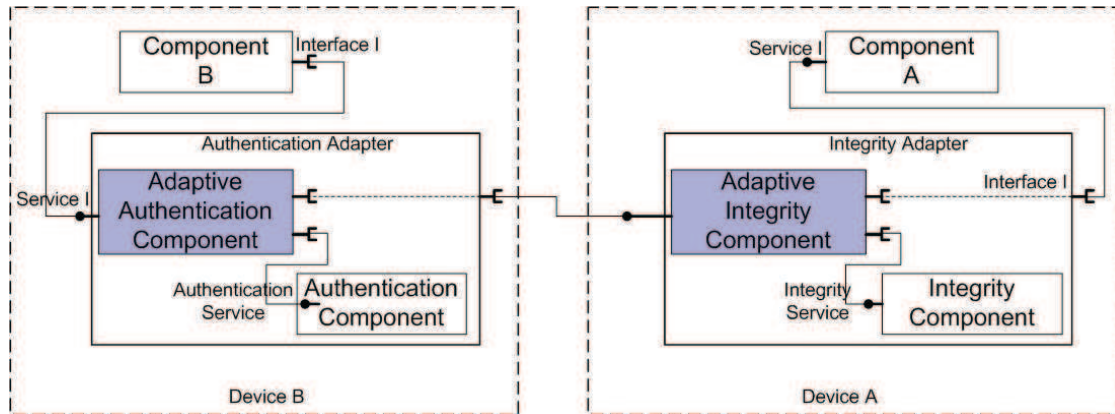 Component
B
Interface I
Authentication Adapter
Service I
Adaptive
Authentication
Component
Authentication
Service
Authentication
Component
Device B
Service I
Component
A
Integrity Adapter
Adaptive
Integrity
Component
Interface I
Integrity
Service
Integrity
Component
Device A